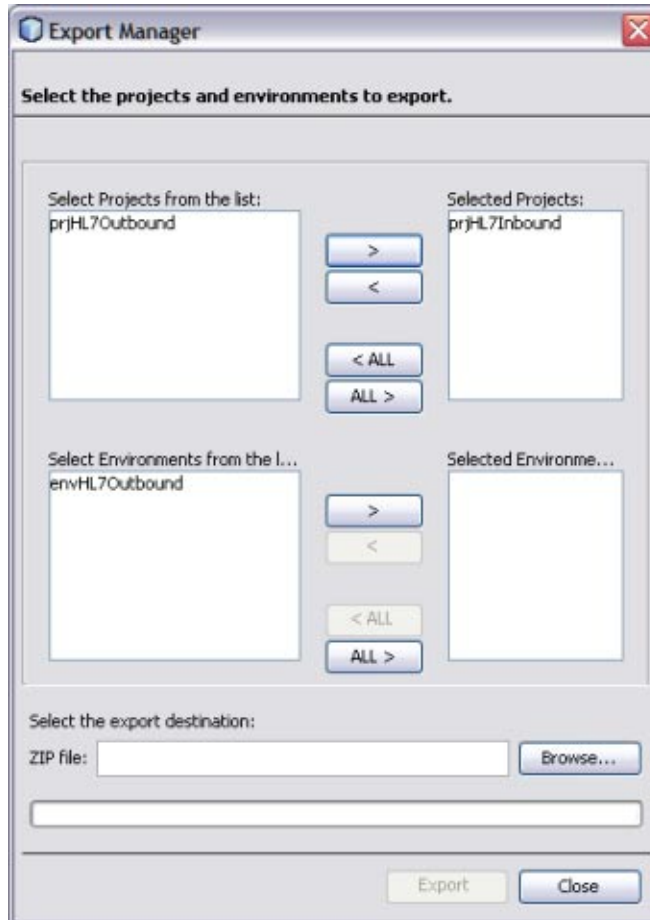 Export Manager
Select the projects and environments to export.
Select Projects from the list:
Selected Projects:
prjHL7Outbound
prjHL7Inbound
>
<
< ALL
ALL >
Select Environments from the l...
Selected Environme...
envHL7Outbound
>
<
< ALL
ALL >
Select the export destination:
ZIP file:
Browse...
Export
Close